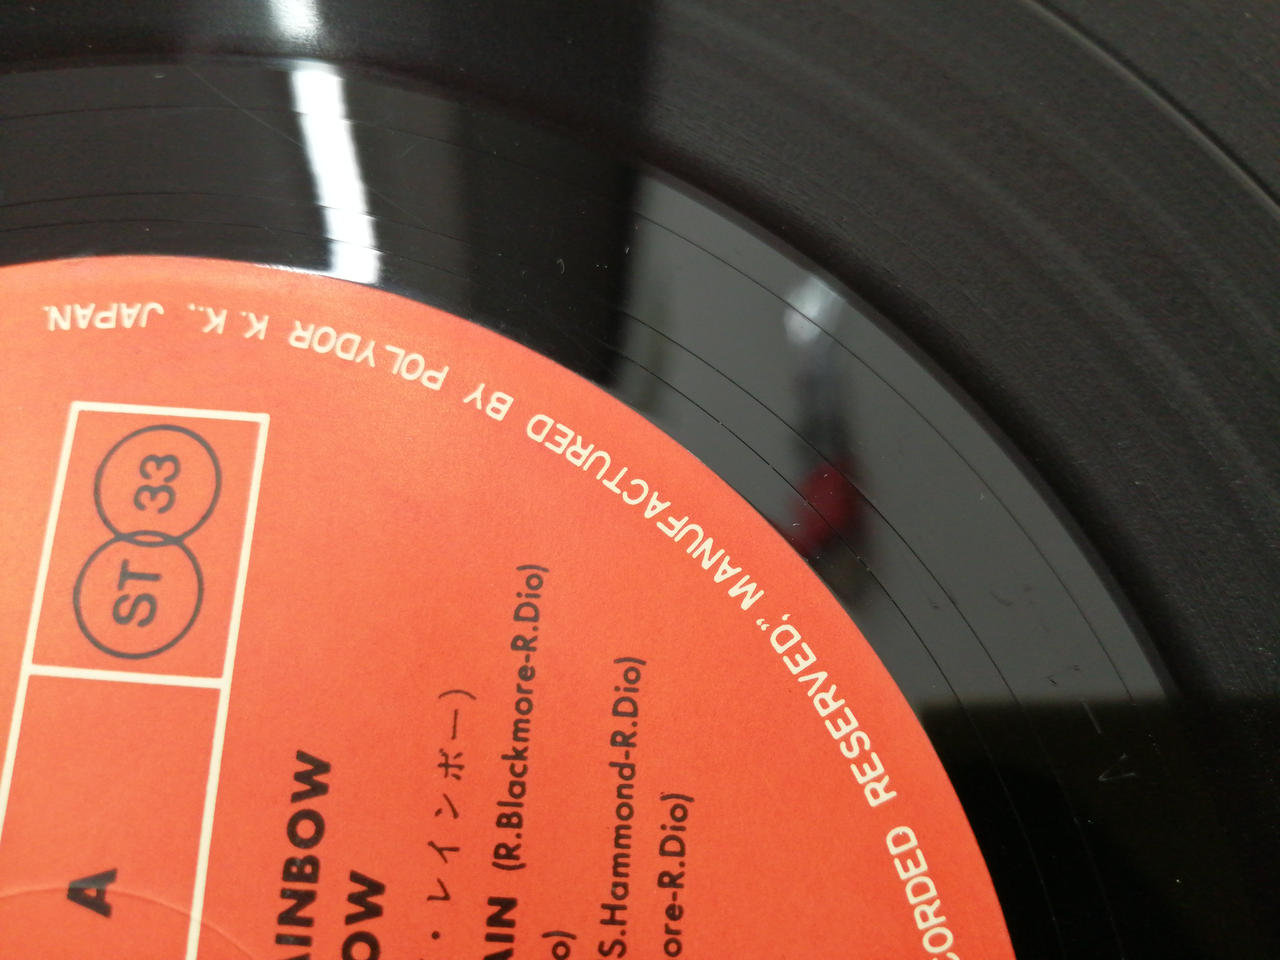 CORDED RESERVED," MANUFACTURED BY POLYDOR K.K., JAPAN.
ST 33
A
AINBOW
OW
・レインボー)
AIN (R.Blackmore-R.Dio)
o)
S.Hammond-R.Dio)
ore-R.Dio)